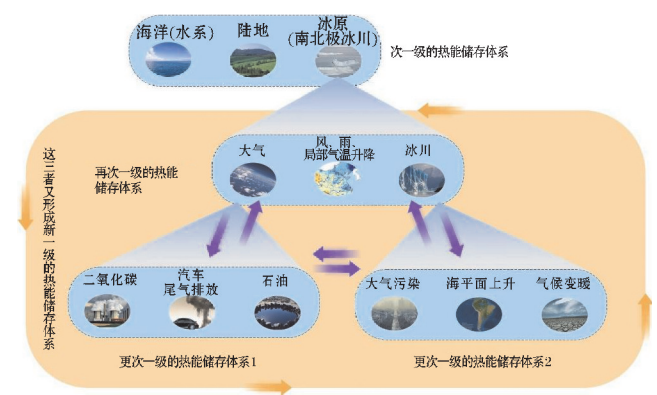 海洋(水系)
陆地
冰原
(南北极冰川)
次一级的热能储存体系
这三者又形成新一级的热能储存体系
再次一级的热能
储存体系
大气
风、雨、
局部气温升降
冰川
二氧化碳
汽车
尾气排放
石油
大气污染
海平面上升
气候变暖
更次一级的热能储存体系1
更次一级的热能储存体系2